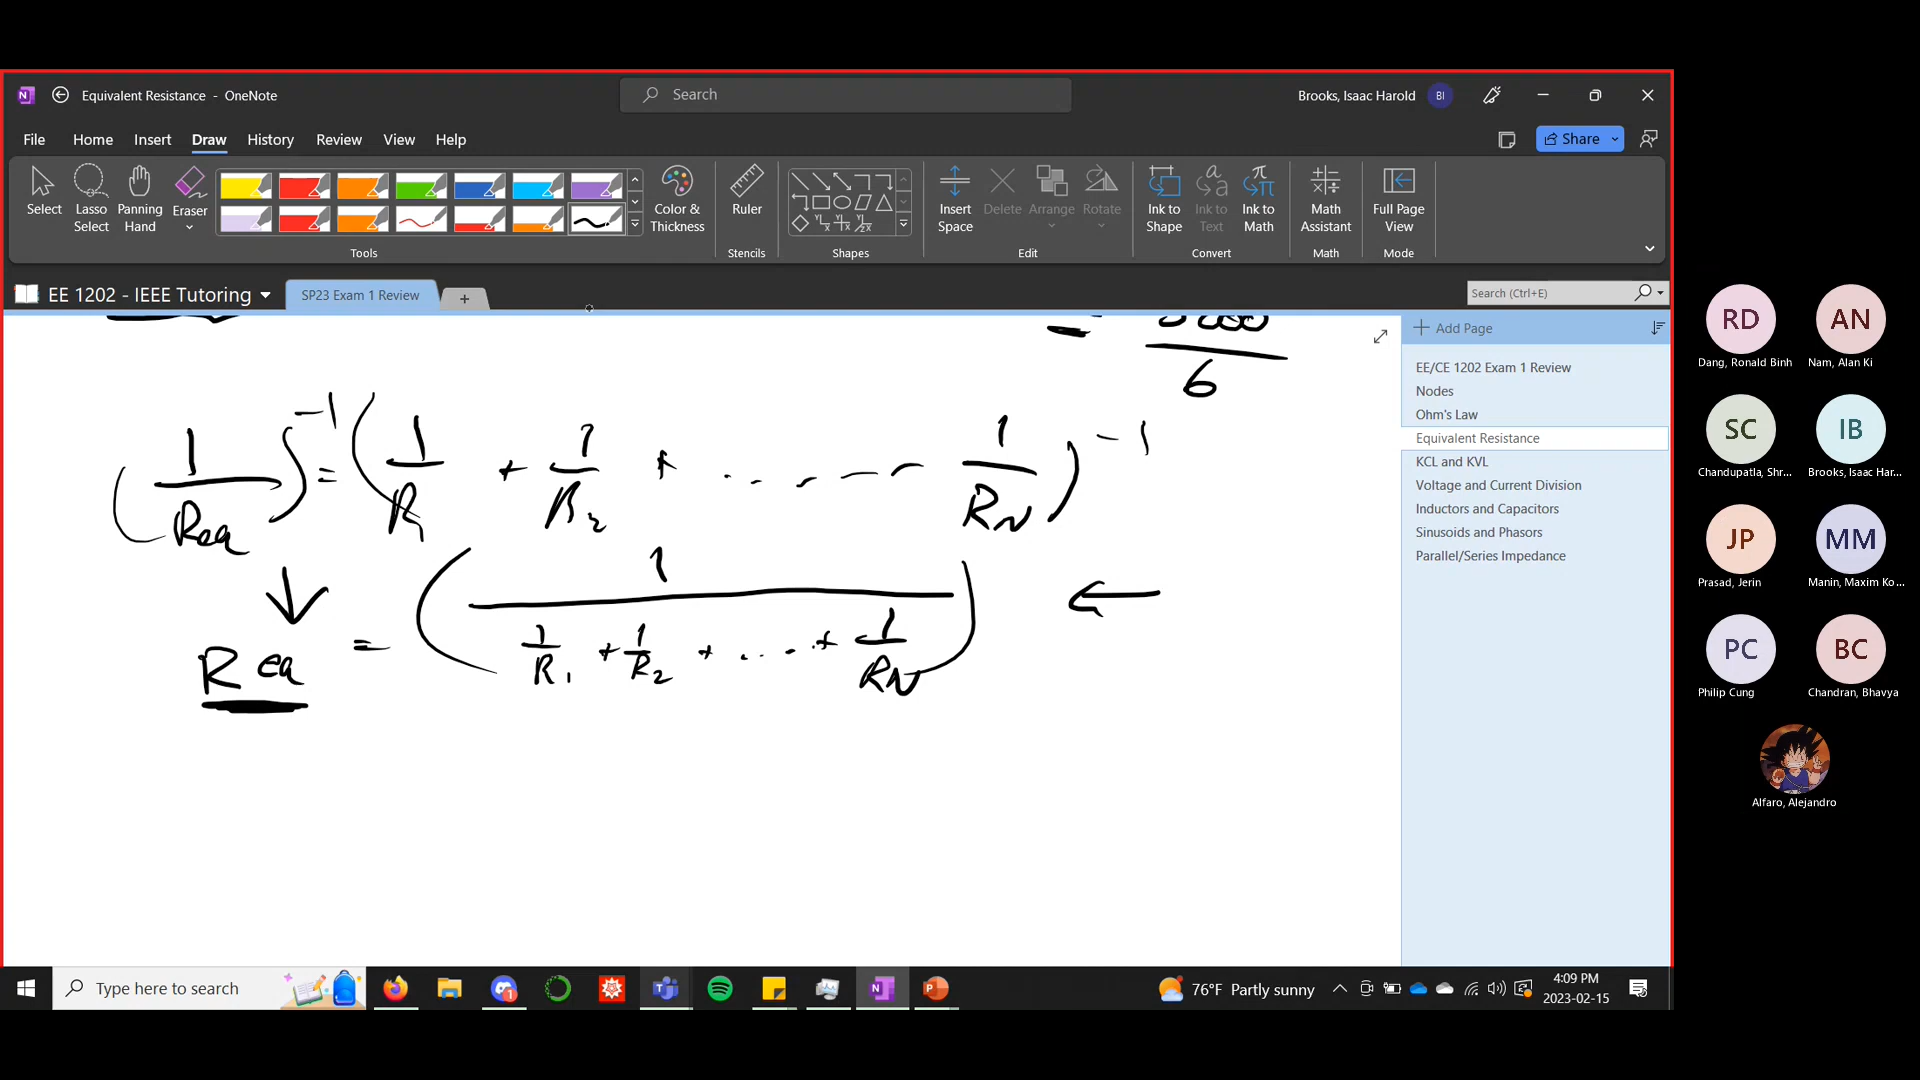 Equivalent Resistance - OneNote
Search
Brooks, Isaac Harold BI
File Home Insert Draw History Review View Help
Share
Select
Lasso Select
Panning Hand
Eraser
Color & Thickness
Ruler
Insert Space
Delete
Arrange
Rotate
Ink to Shape
Ink to Text
Ink to Math
Math Assistant
Full Page View
Tools Stencils Shapes Edit Convert Math Mode
EE 1202 - IEEE Tutoring
SP23 Exam 1 Review
Search (Ctrl+E)
Add Page
EE/CE 1202 Exam 1 Review
Nodes
Ohm's Law
Equivalent Resistance
KCL and KVL
Voltage and Current Division
Inductors and Capacitors
Sinusoids and Phasors
Parallel/Series Impedance
= / 6
(1/Req)^-1 = (1/R1 + 1/R2 + ..----- 1/RN)^-1
↓
Req = (1 / (1/R1 + 1/R2 + ... + 1/RN)) ←
RD
Dang, Ronald Binh
AN
Nam, Alan Ki
SC
Chandupatla, Shr...
IB
Brooks, Isaac Har...
JP
Prasad, Jerin
MM
Manin, Maxim Ko...
PC
Philip Cung
BC
Chandran, Bhavya
Alfaro, Alejandro
Type here to search
76°F Partly sunny
4:09 PM
2023-02-15